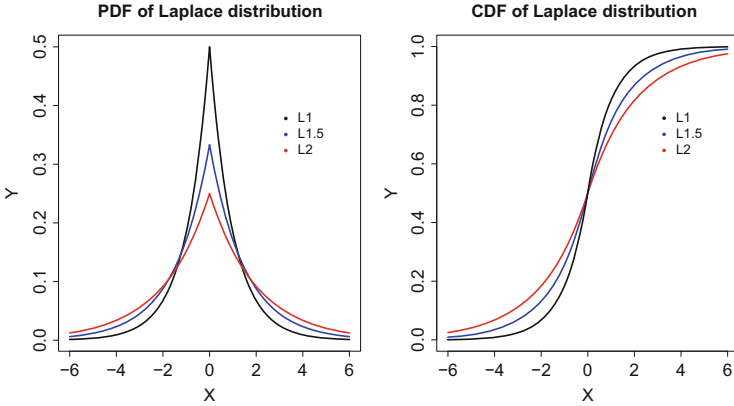 PDF of Laplace distribution
Y
0.5
0.4
0.3
0.2
0.1
0.0
L1
L1.5
L2
−6 −4 −2 0 2 4 6
X
CDF of Laplace distribution
Y
1.0
0.8
0.6
0.4
0.2
0.0
L1
L1.5
L2
−6 −4 −2 0 2 4 6
X